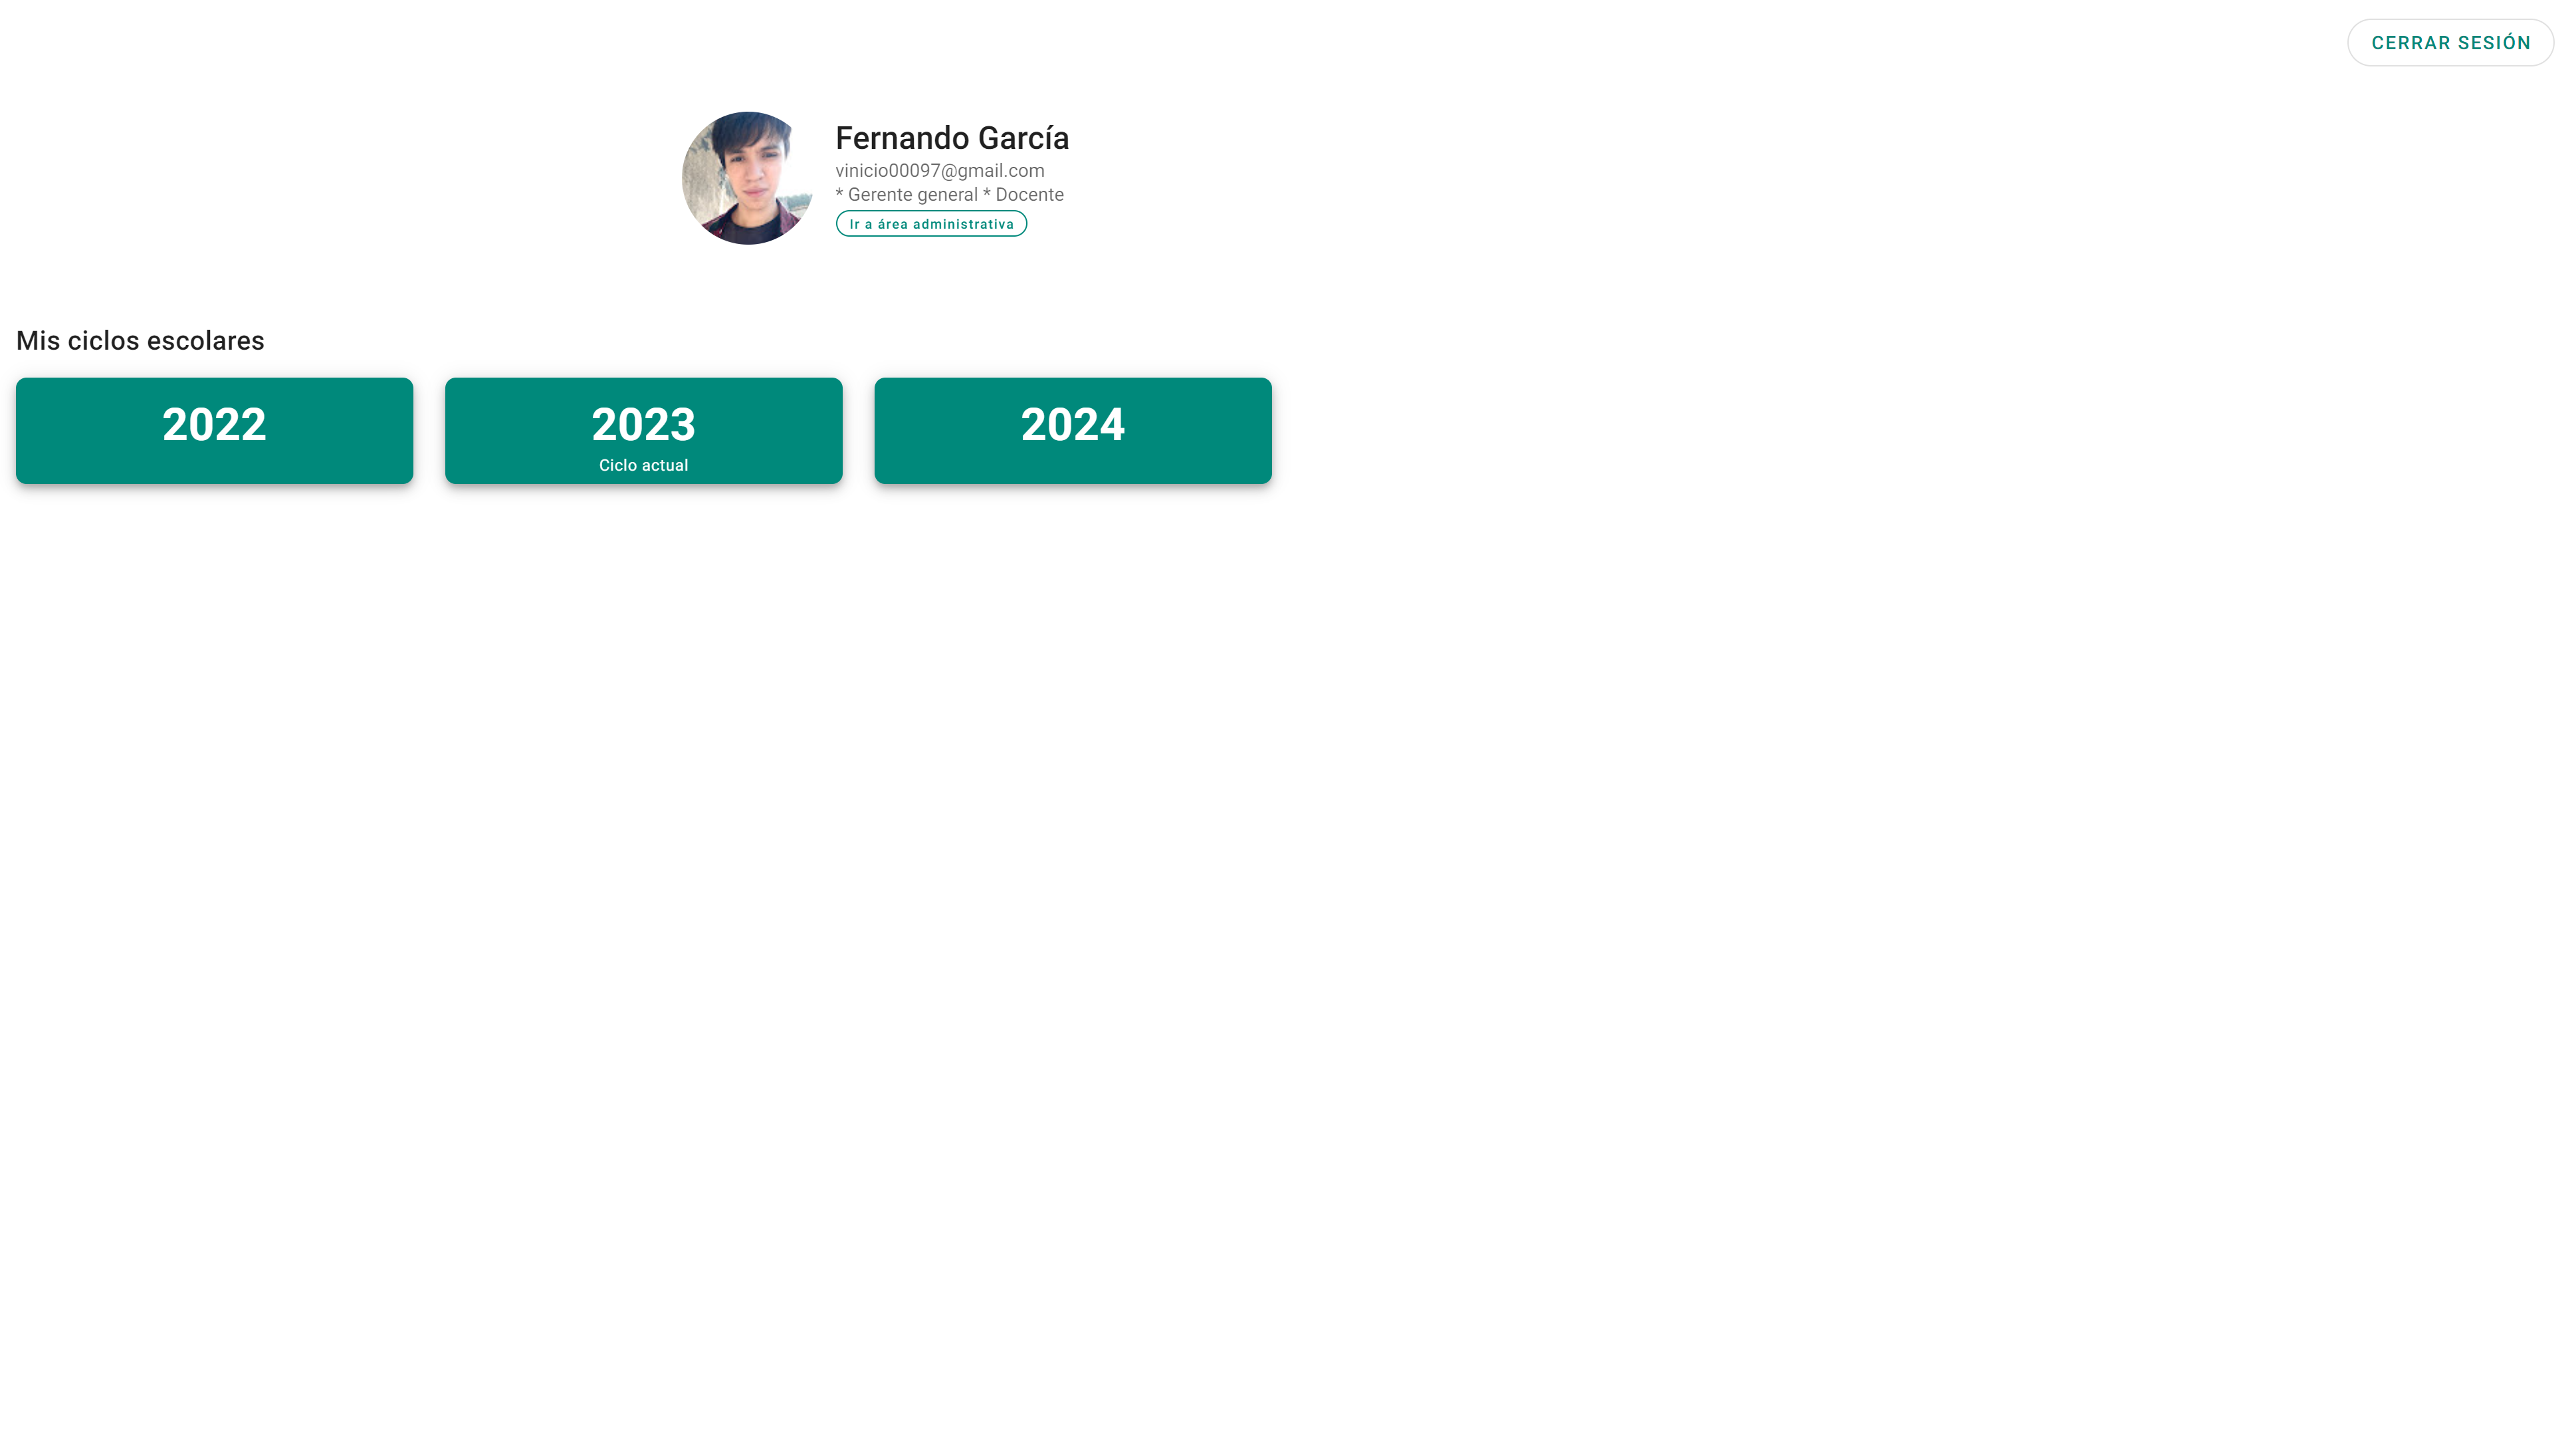 CERRAR SESIÓN
Fernando García
vinicio00097@gmail.com
* Gerente general * Docente
Ir a área administrativa
Mis ciclos escolares
2022
2023
Ciclo actual
2024